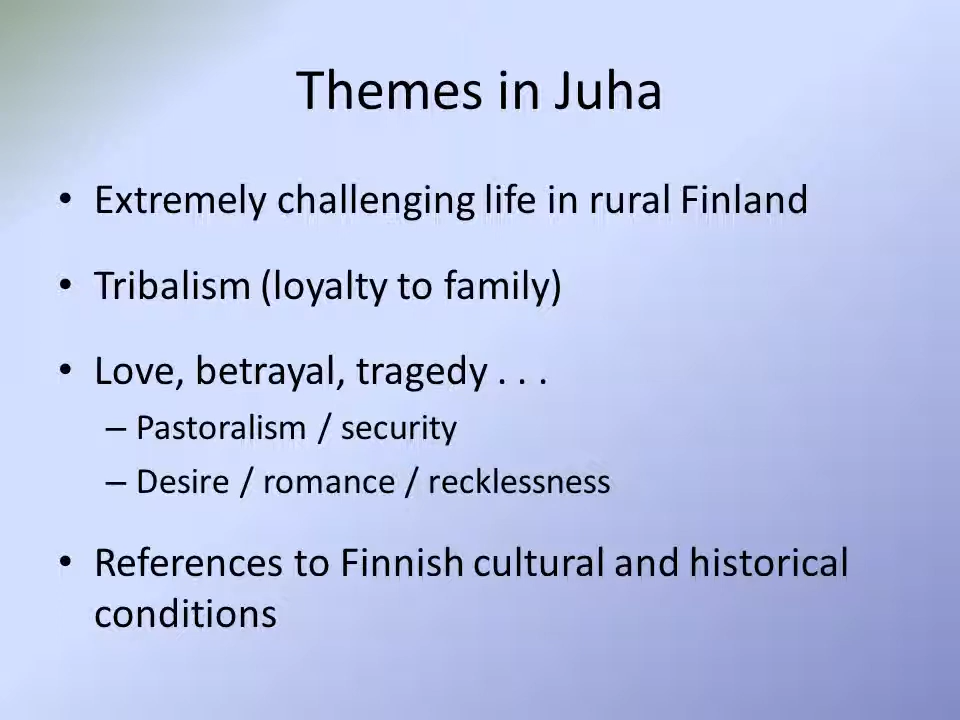 Themes in Juha
• Extremely challenging life in rural Finland
• Tribalism (loyalty to family)
• Love, betrayal, tragedy . . .
– Pastoralism / security
– Desire / romance / recklessness
• References to Finnish cultural and historical
conditions